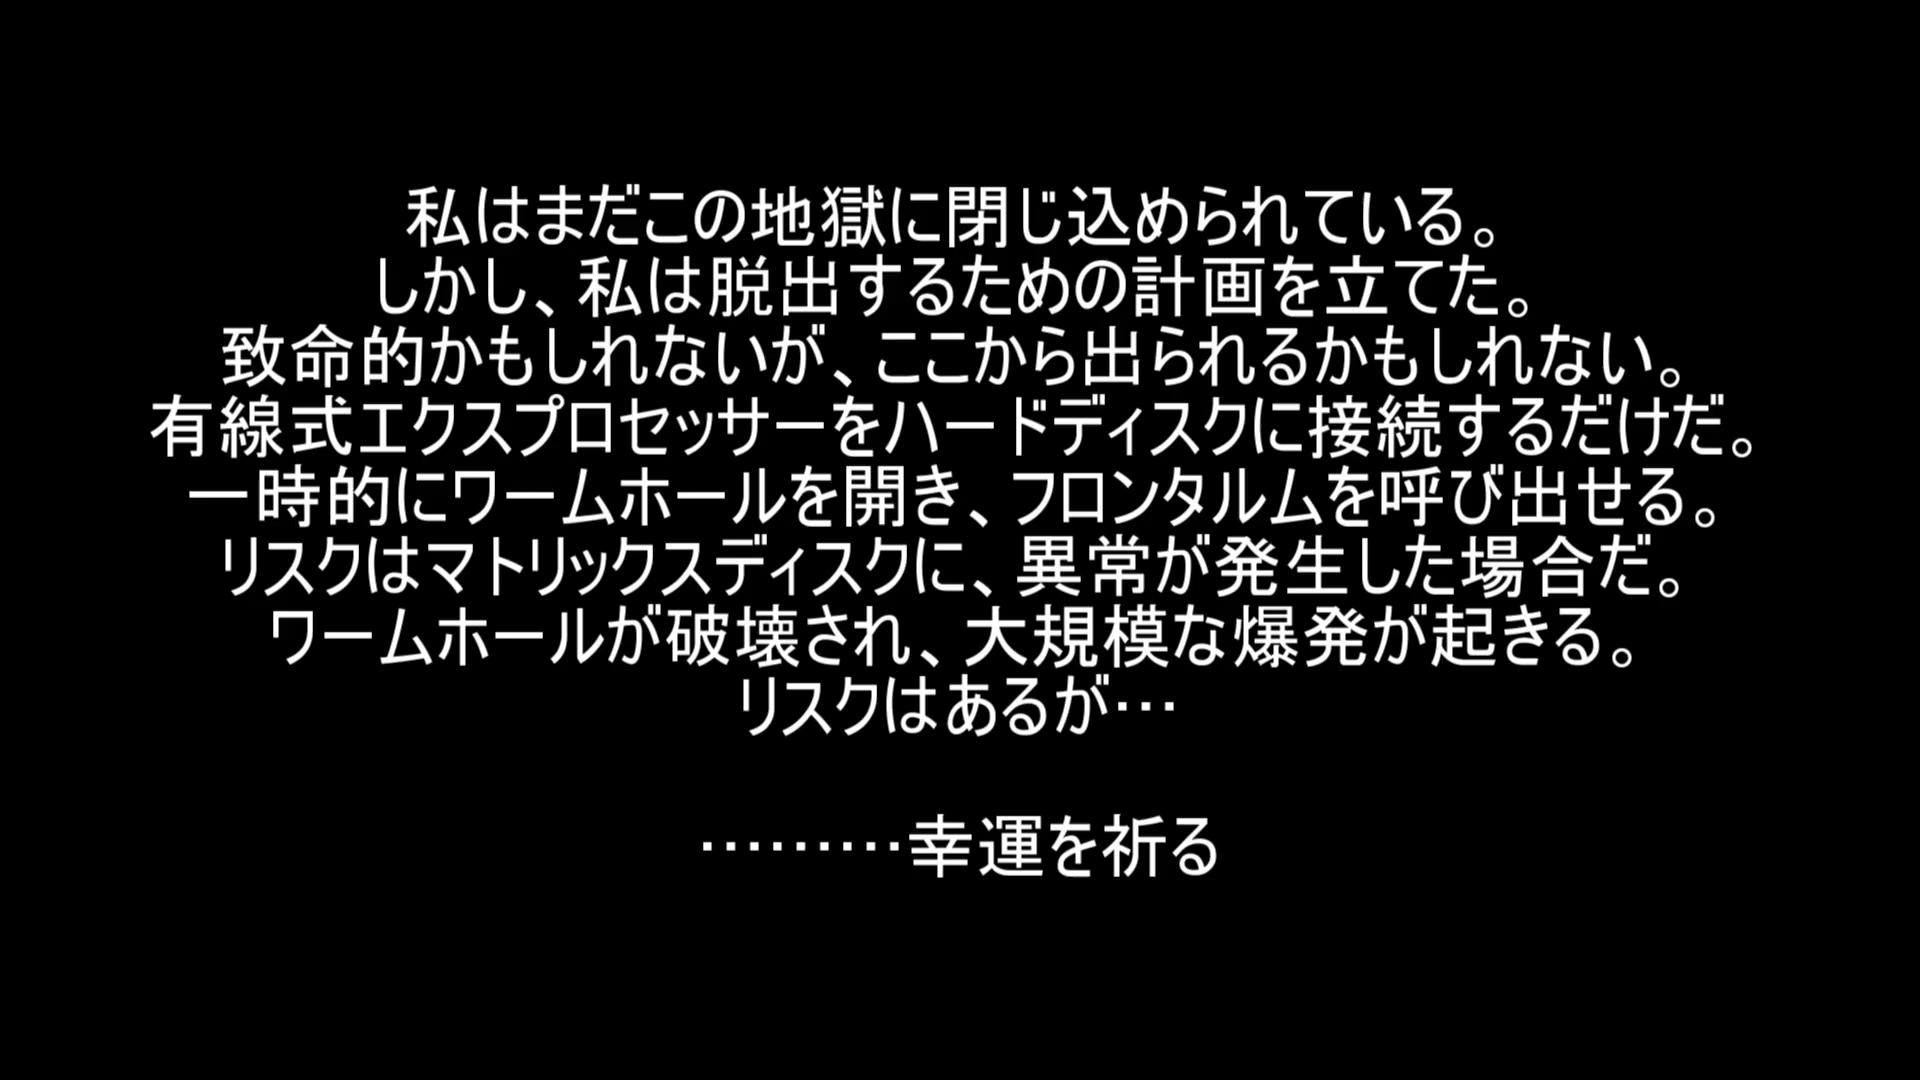 私はまだこの地獄に閉じ込められている。
しかし、私は脱出するための計画を立てた。
致命的かもしれないが、ここから出られるかもしれない。
有線式エクスプロセッサーをハードディスクに接続するだけだ。
一時的にワームホールを開き、フロンタルムを呼び出せる。
リスクはマトリックスディスクに、異常が発生した場合だ。
ワームホールが破壊され、大規模な爆発が起きる。
リスクはあるが…
………幸運を祈る